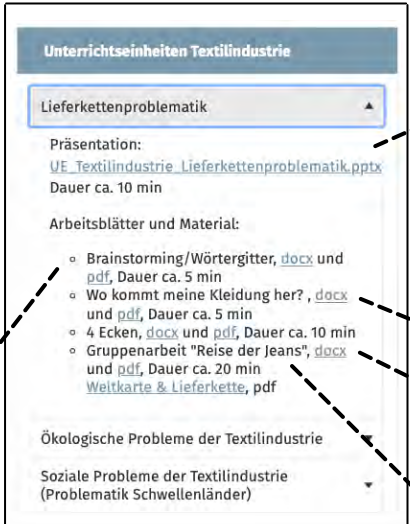 Unterrichtseinheiten Textilindustrie
Lieferkettenproblematik
Präsentation:
UE_Textilindustrie_Lieferkettenproblematik.pptx
Dauer ca. 10 min
Arbeitsblätter und Material:
Brainstorming/Wörtergitter, docx und
pdf, Dauer ca. 5 min
Wo kommt meine Kleidung her? , docx
und pdf, Dauer ca. 5 min
4 Ecken, docx und pdf, Dauer ca. 10 min
Gruppenarbeit "Reise der Jeans", docx
und pdf, Dauer ca. 20 min
Weltkarte & Lieferkette, pdf
Ökologische Probleme der Textilindustrie
Soziale Probleme der Textilindustrie
(Problematik Schwellenländer)